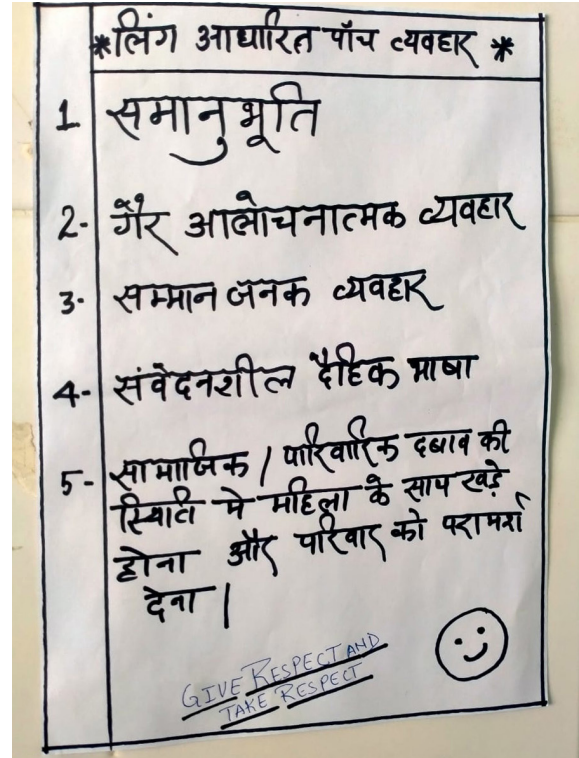 *लिंग आधारित पाँच व्यवहार *
1 समानुभूति
2- गैर आलोचनात्मक व्यवहार
3- सम्मान जनक व्यवहार
4- संवेदनशील दैहिक भाषा
5- सामाजिक / पारिवारिक दबाव की
स्थिति मे महिला के साथ खड़े
होना और परिवार को परामर्श
देना |
GIVE RESPECT AND
TAKE RESPECT